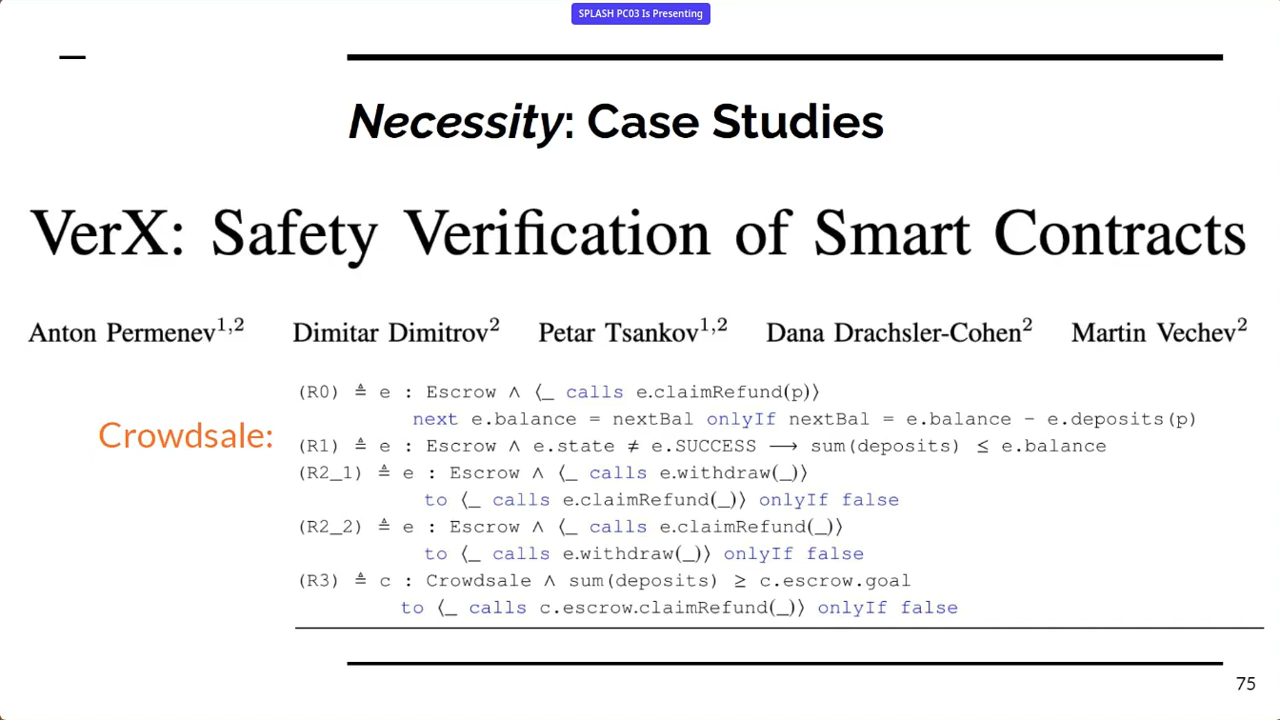 SPLASH PC03 Is Presenting
Necessity: Case Studies
VerX: Safety Verification of Smart Contracts
Anton Permenev1,2 Dimitar Dimitrov2 Petar Tsankov1,2 Dana Drachsler-Cohen2 Martin Vechev2
Crowdsale:
(R0) ≜ e : Escrow ∧ ⟨_ calls e.claimRefund(p)⟩
next e.balance = nextBal onlyIf nextBal = e.balance - e.deposits(p)
(R1) ≜ e : Escrow ∧ e.state ≠ e.SUCCESS ⟶ sum(deposits) ≤ e.balance
(R2_1) ≜ e : Escrow ∧ ⟨_ calls e.withdraw(_)⟩
to ⟨_ calls e.claimRefund(_)⟩ onlyIf false
(R2_2) ≜ e : Escrow ∧ ⟨_ calls e.claimRefund(_)⟩
to ⟨_ calls e.withdraw(_)⟩ onlyIf false
(R3) ≜ c : Crowdsale ∧ sum(deposits) ≥ c.escrow.goal
to ⟨_ calls c.escrow.claimRefund(_)⟩ onlyIf false
75